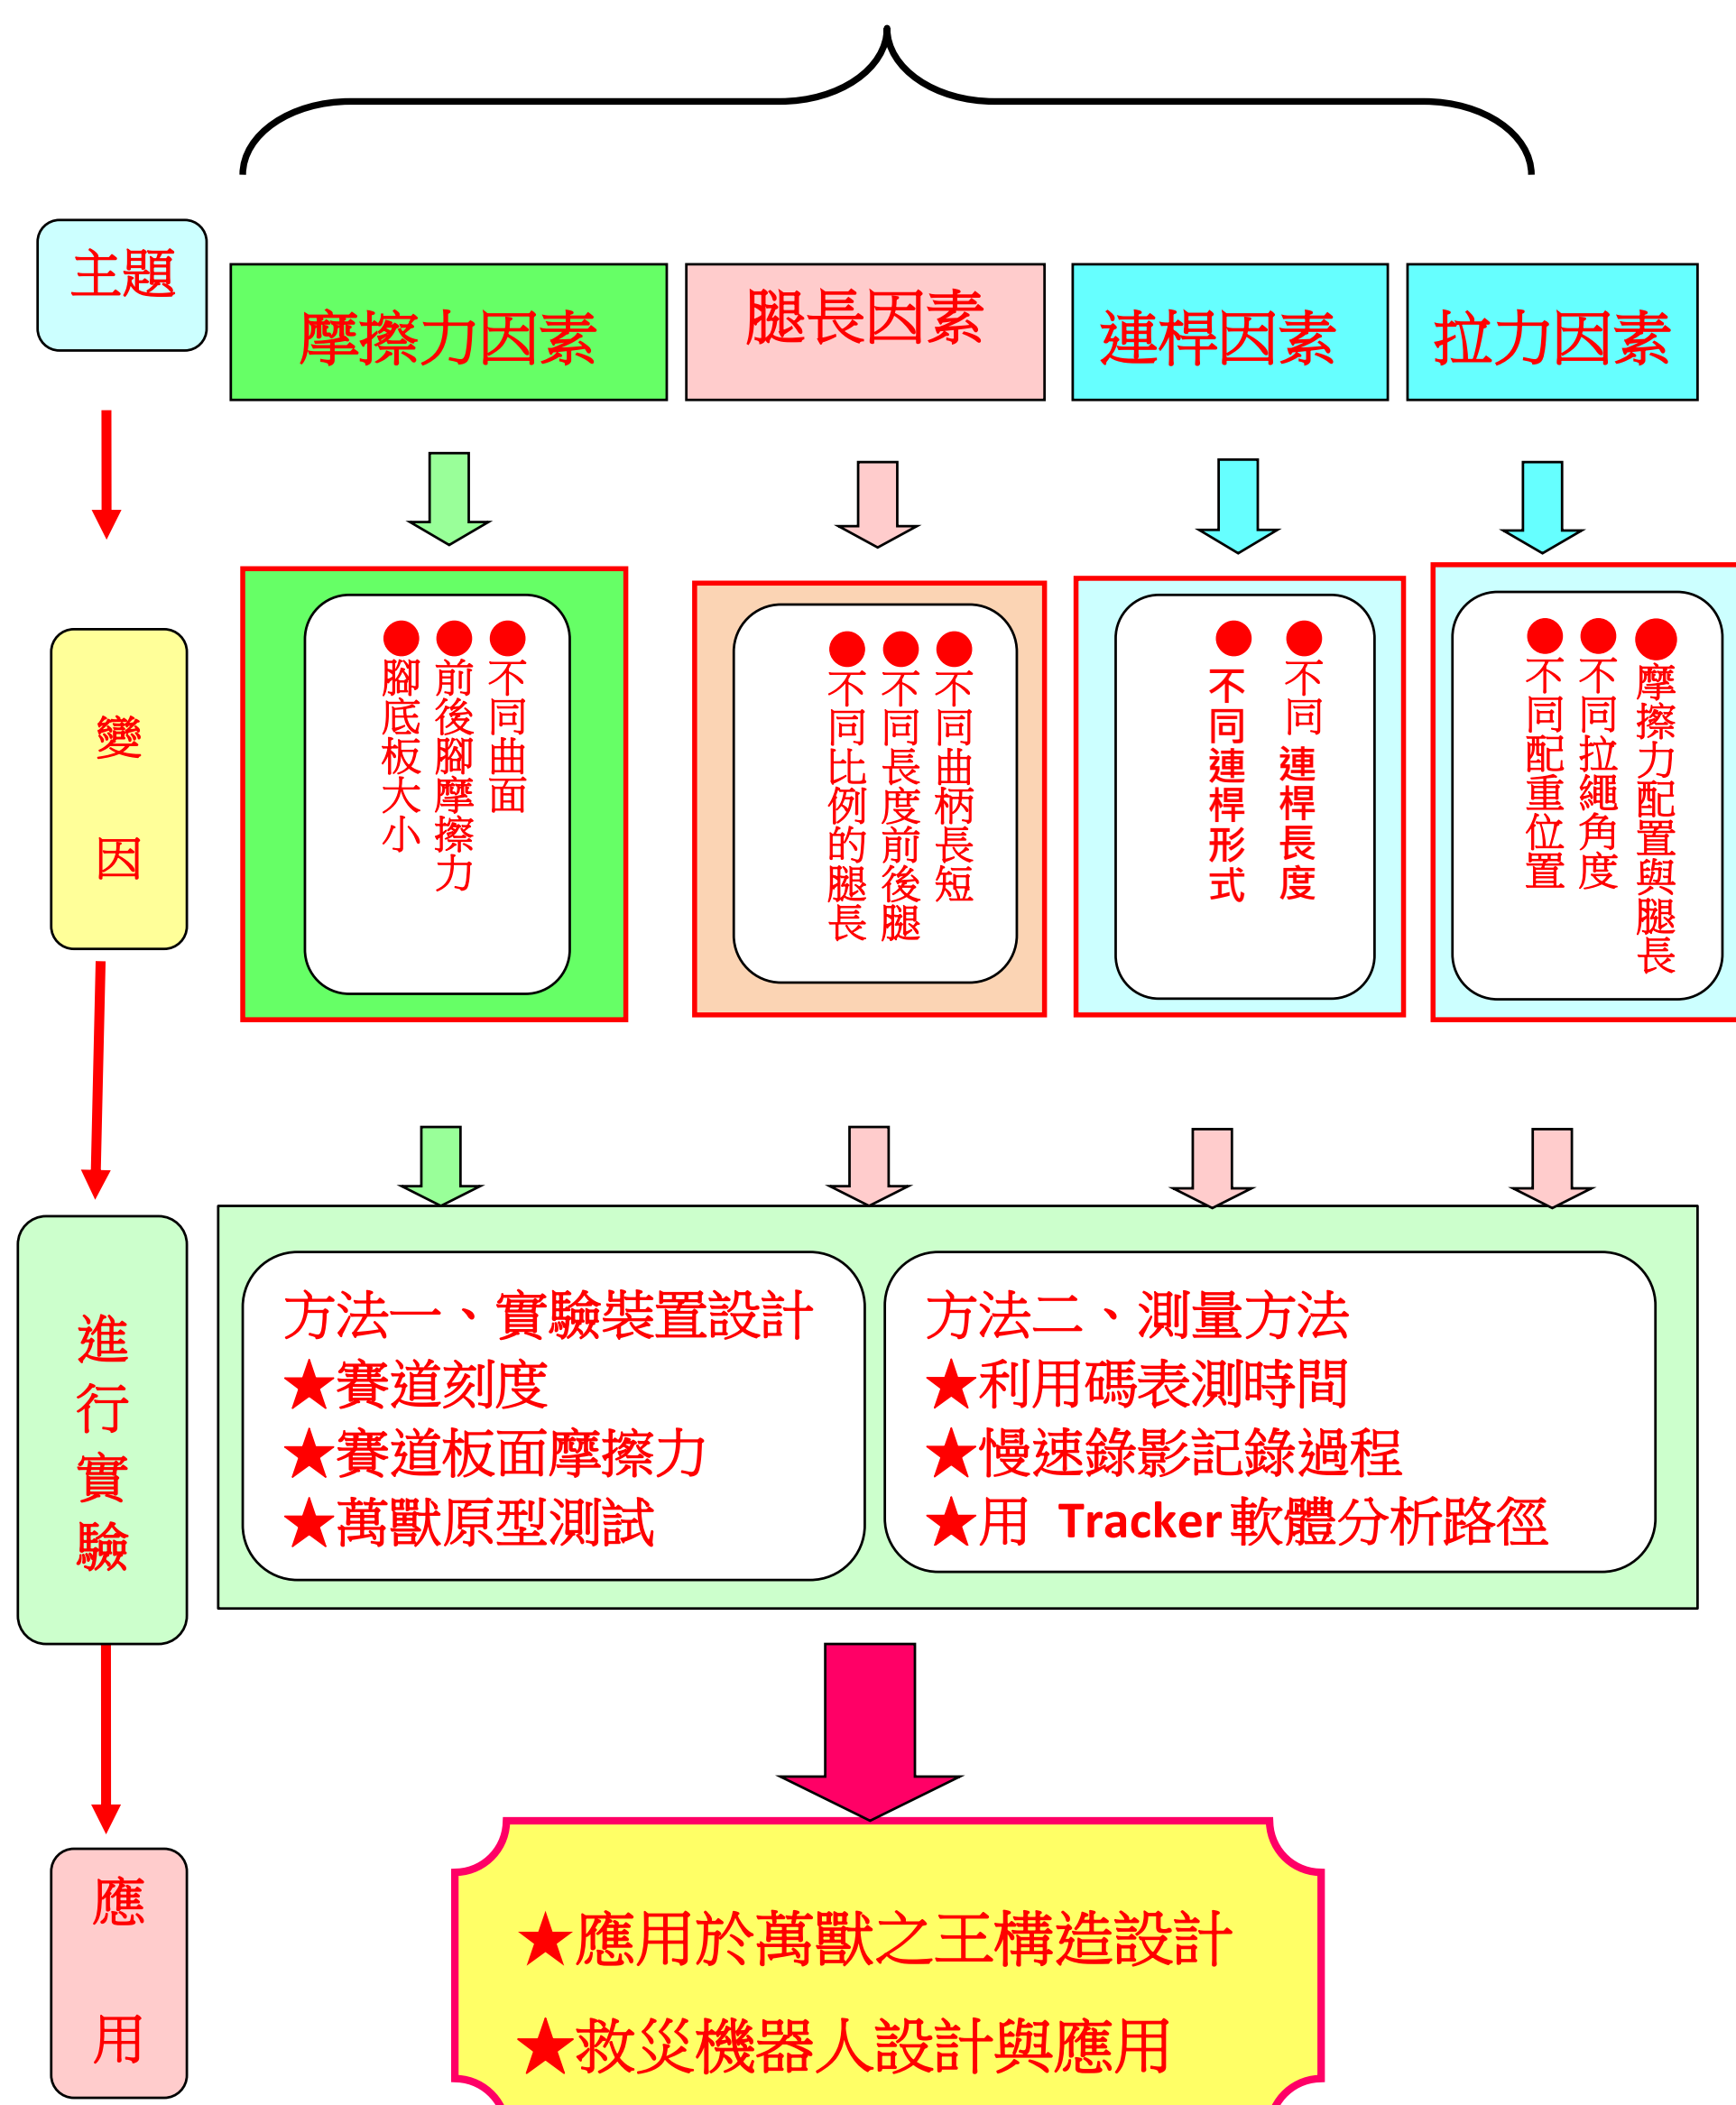 主題
摩擦力因素
腿長因素
連桿因素
拉力因素
變因
●不同曲面
●前後腳摩擦力
●腳底板大小
●不同曲柄長短
●不同長度前後腿
●不同比例的腿長
●不同連桿長度
●不同連桿形式
●摩擦力配置與腿長
●不同拉繩角度
●不同配重位置
進行實驗
方法一、實驗裝置設計
★賽道刻度
★賽道板面摩擦力
★萬獸原型測試
方法二、測量方法
★利用碼表測時間
★慢速錄影記錄過程
★用 Tracker軟體分析路徑
應用
★應用於萬獸之王構造設計
★救災機器人設計與應用